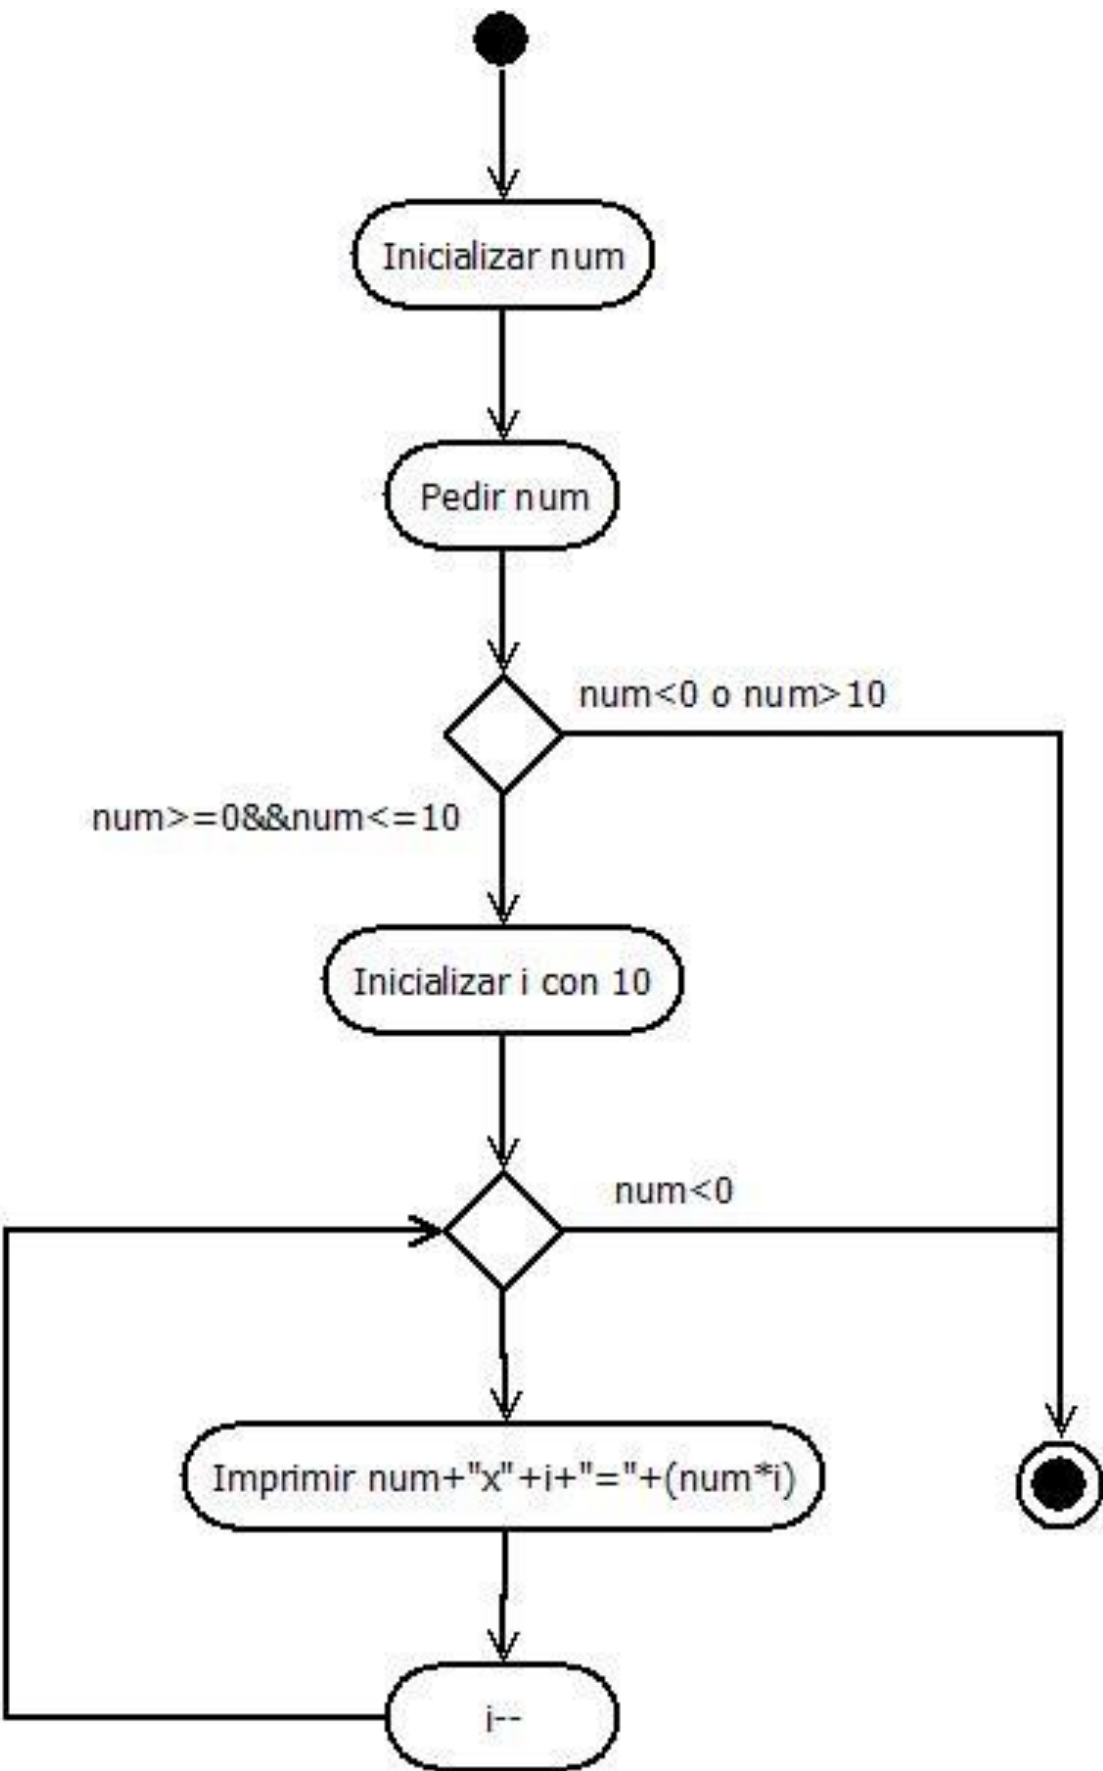 Inicializar num
Pedir num
num<0 o num>10
num>=0&&num<=10
Inicializar i con 10
num<0
Imprimir num+"x"+i+"="+(num*i)
i--